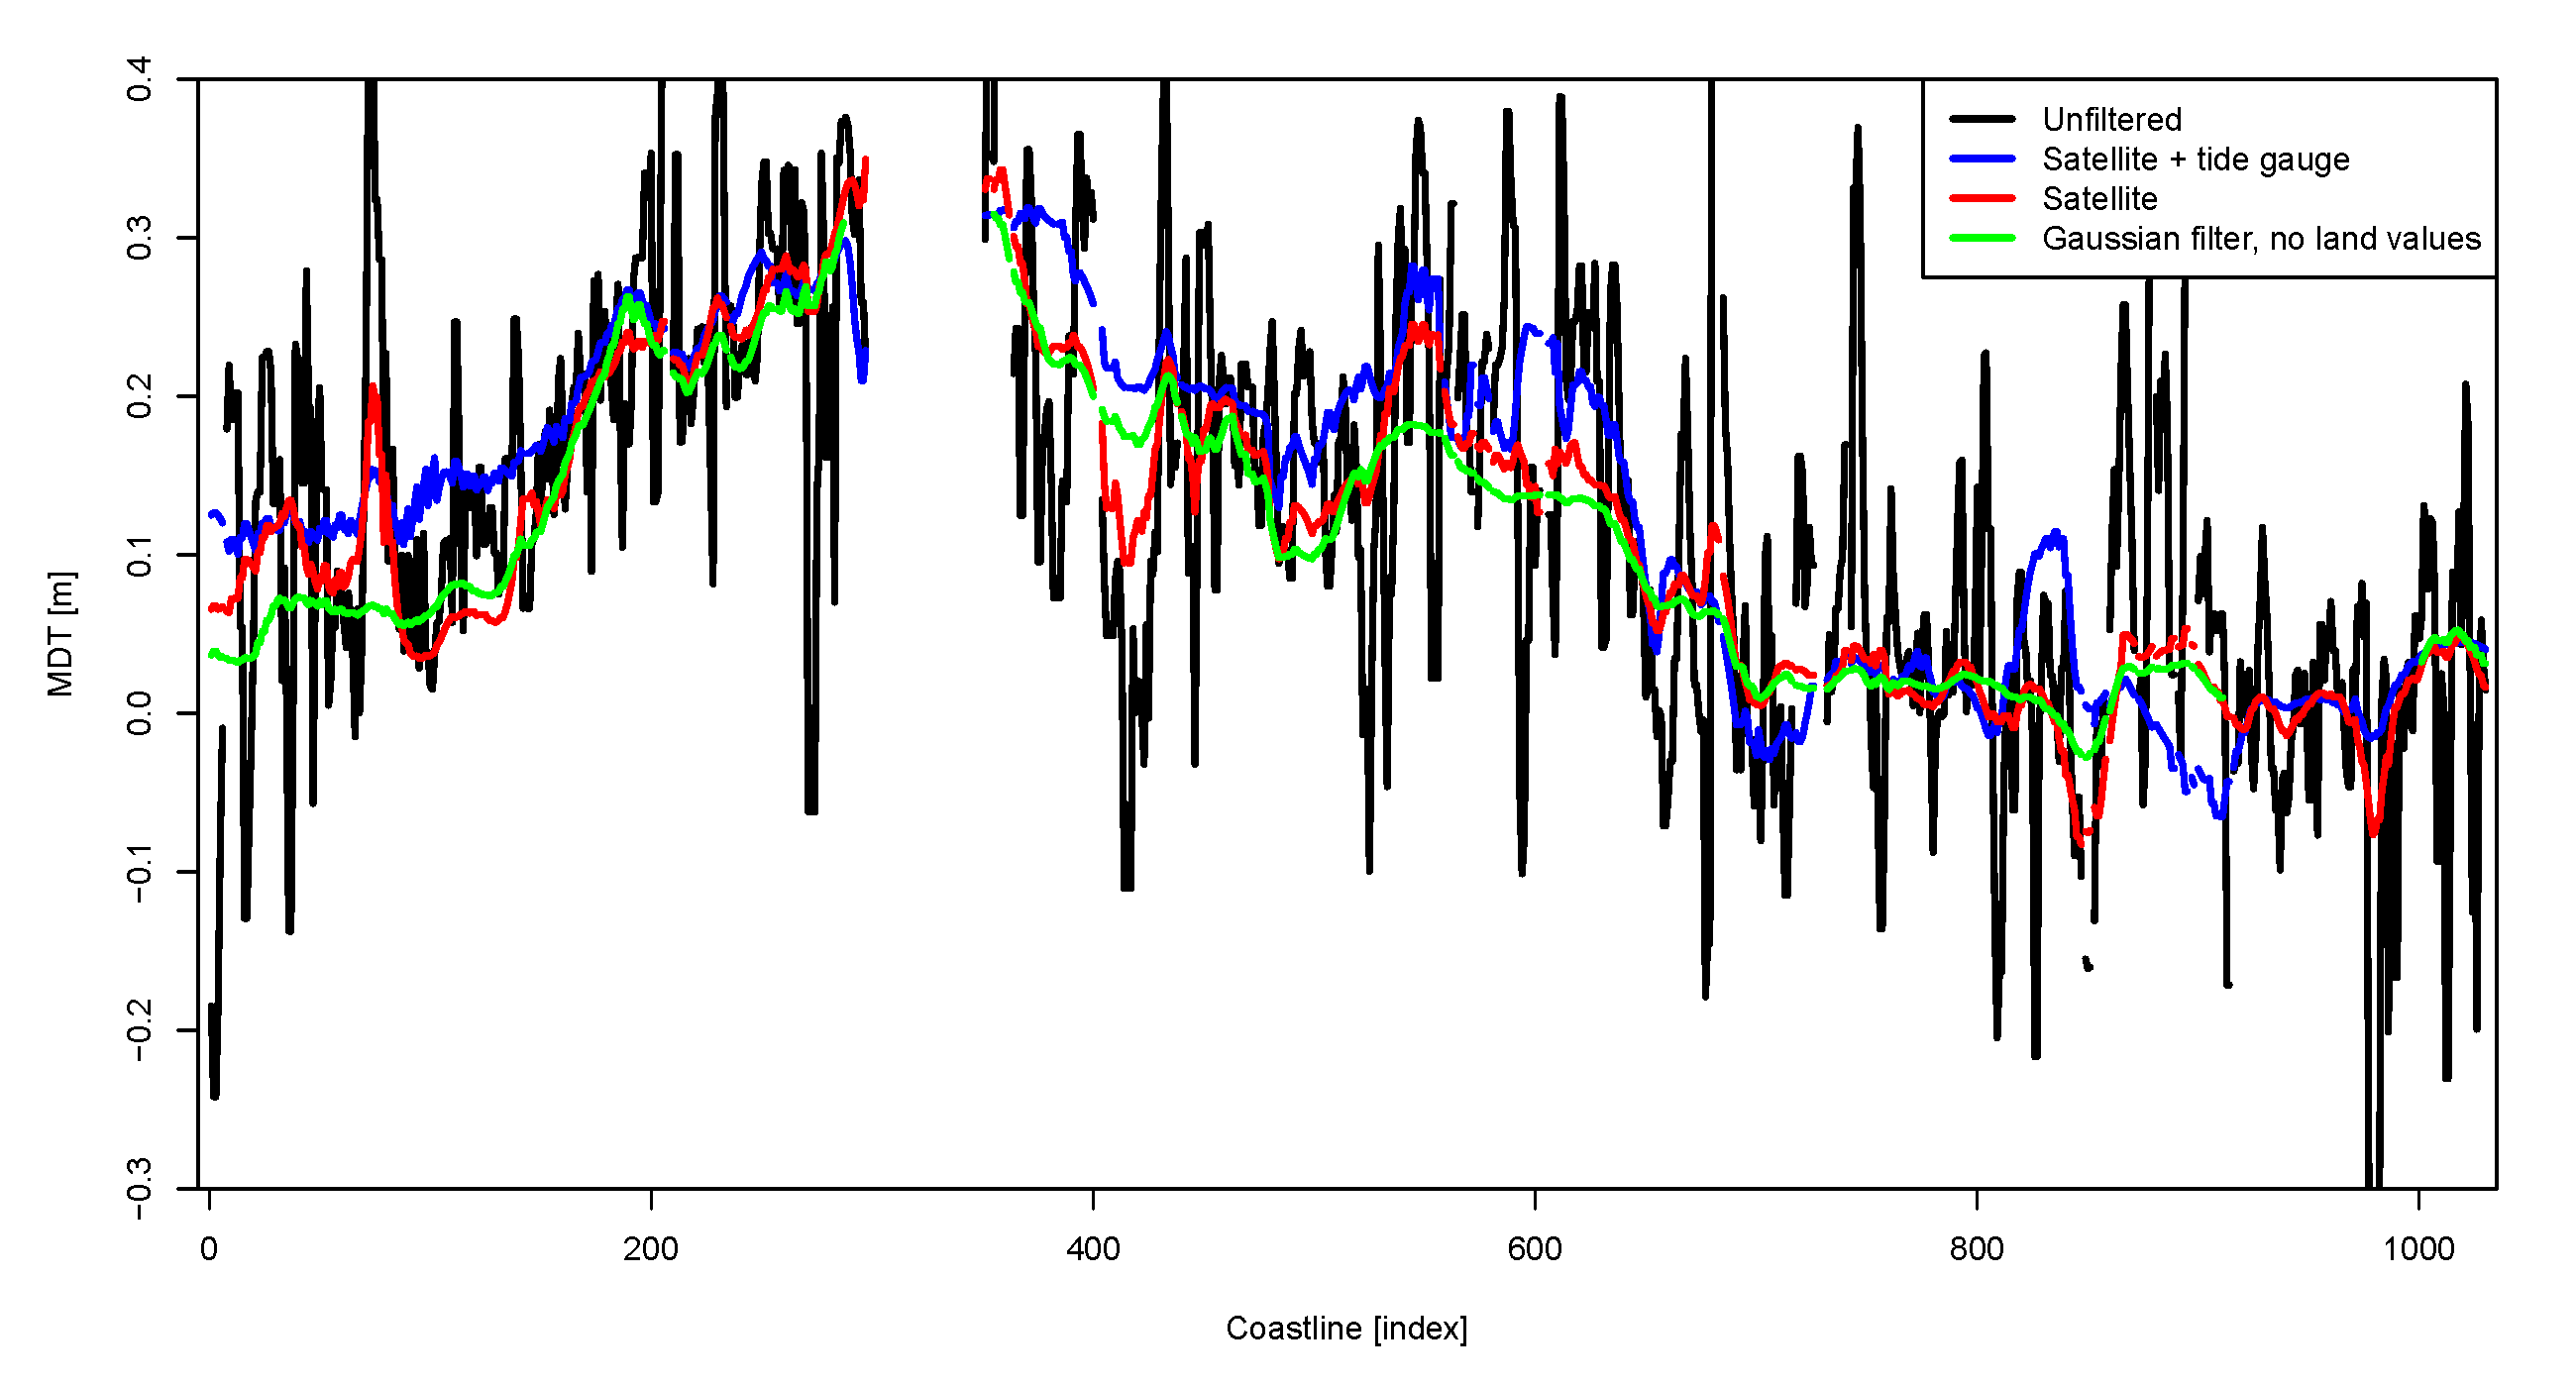 0.4
0.3
0.2
0.1
0.0
−0.1
−0.2
−0.3
MDT [m]
Unfiltered
Satellite + tide gauge
Satellite
Gaussian filter, no land values
0 200 400 600 800 1000
Coastline [index]